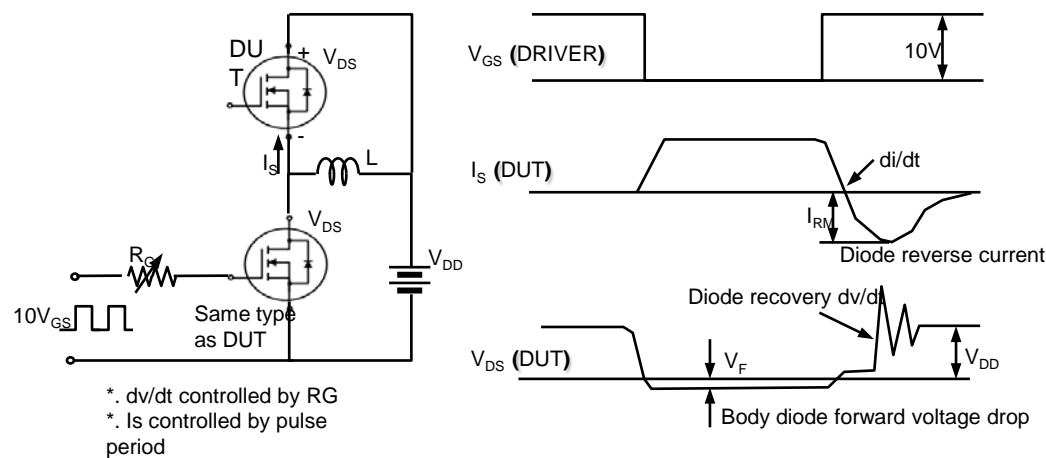 DU
T
+
VDS
-
IS
L
VDS
RG
VDD
10VGS
Same type
as DUT
*. dv/dt controlled by RG
*. Is controlled by pulse
period
VGS (DRIVER)
10V
IS (DUT)
di/dt
IRM
Diode reverse current
Diode recovery dv/dt
VDS (DUT)
VF
VDD
Body diode forward voltage drop